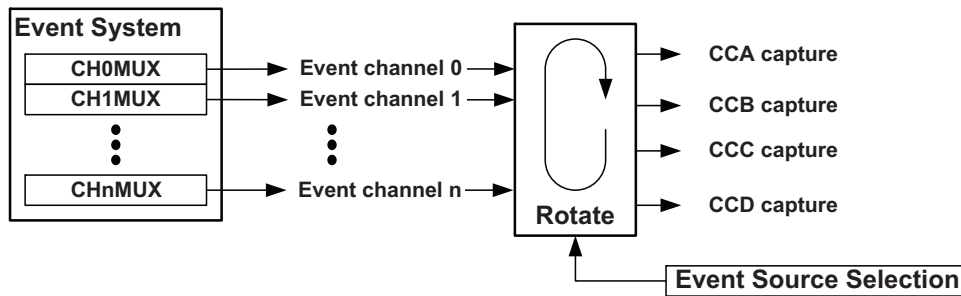 Event System
CH0MUX
CH1MUX
CHnMUX
Event channel 0
Event channel 1
Event channel n
Rotate
CCA capture
CCB capture
CCC capture
CCD capture
Event Source Selection